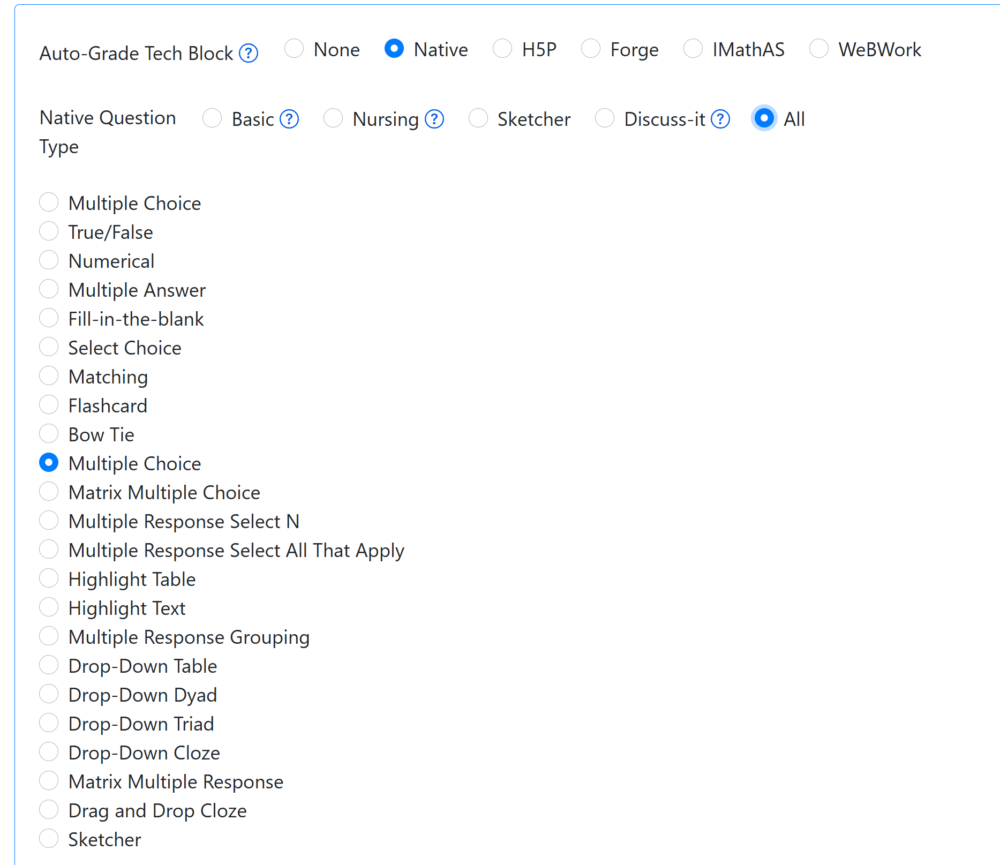 Auto-Grade Tech Block ? None Native H5P Forge IMathAS WeBWork
Native Question Type Basic ? Nursing ? Sketcher Discuss-it ? All
Multiple Choice
True/False
Numerical
Multiple Answer
Fill-in-the-blank
Select Choice
Matching
Flashcard
Bow Tie
Multiple Choice
Matrix Multiple Choice
Multiple Response Select N
Multiple Response Select All That Apply
Highlight Table
Highlight Text
Multiple Response Grouping
Drop-Down Table
Drop-Down Dyad
Drop-Down Triad
Drop-Down Cloze
Matrix Multiple Response
Drag and Drop Cloze
Sketcher